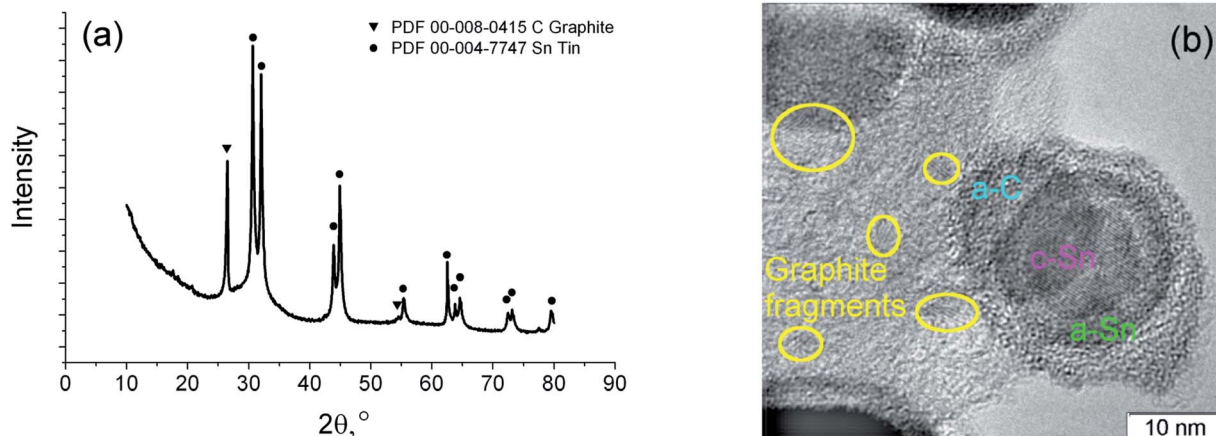 (a)
▼ PDF 00-008-0415 C Graphite
● PDF 00-004-7747 Sn Tin
Intensity
0 10 20 30 40 50 60 70 80 90
2θ,°
(b)
a-C
c-Sn
Graphite
fragments
a-Sn
10 nm